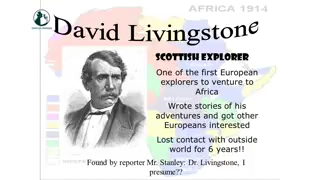 AFRICA 1914
David Livingstone
SCOTTISH EXPLORER
One of the first European
explorers to venture to
Africa
Wrote stories of his
adventures and got other
Europeans interested
Lost contact with outside
world for 6 years!!
Found by reporter Mr. Stanley: Dr. Livingstone, I
presume??